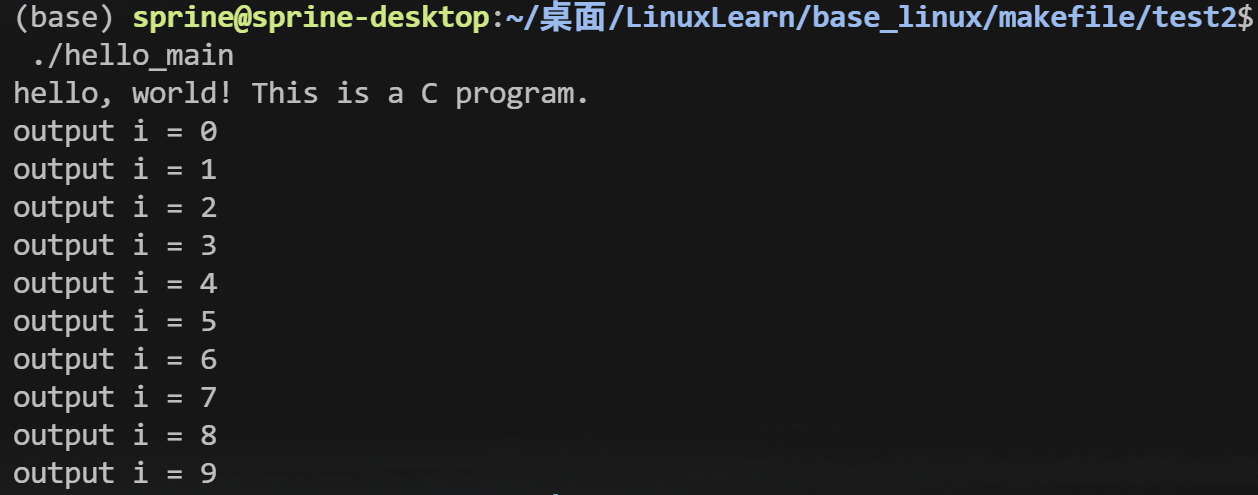 (base) sprine@sprine-desktop:~/桌面/LinuxLearn/base_linux/makefile/test2$
./hello_main
hello, world! This is a C program.
output i = 0
output i = 1
output i = 2
output i = 3
output i = 4
output i = 5
output i = 6
output i = 7
output i = 8
output i = 9